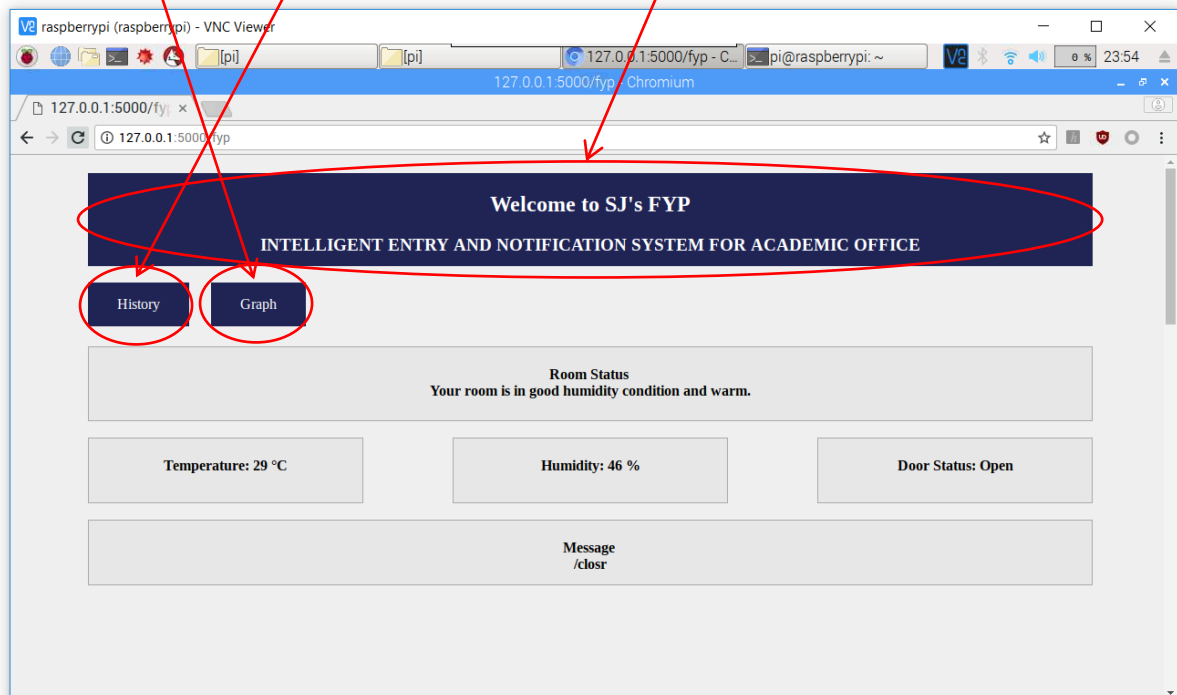 raspberrypi (raspberrypi) - VNC Viewer
[pi] [pi] 127.0.0.1:5000/fyp - C... pi@raspberrypi: ~ 0 % 23:54
127.0.0.1:5000/fyp - Chromium
127.0.0.1:5000/fyp
127.0.0.1:5000/fyp
Welcome to SJ's FYP
INTELLIGENT ENTRY AND NOTIFICATION SYSTEM FOR ACADEMIC OFFICE
History Graph
Room Status
Your room is in good humidity condition and warm.
Temperature: 29 °C Humidity: 46 % Door Status: Open
Message
/closr